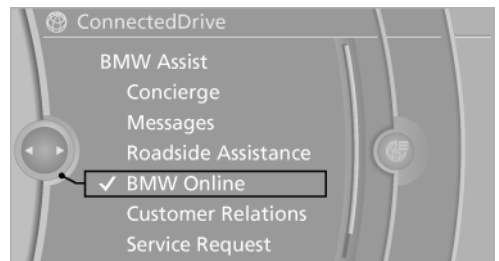 ConnectedDrive
BMW Assist
Concierge
Messages
Roadside Assistance
✓ BMW Online
Customer Relations
Service Request